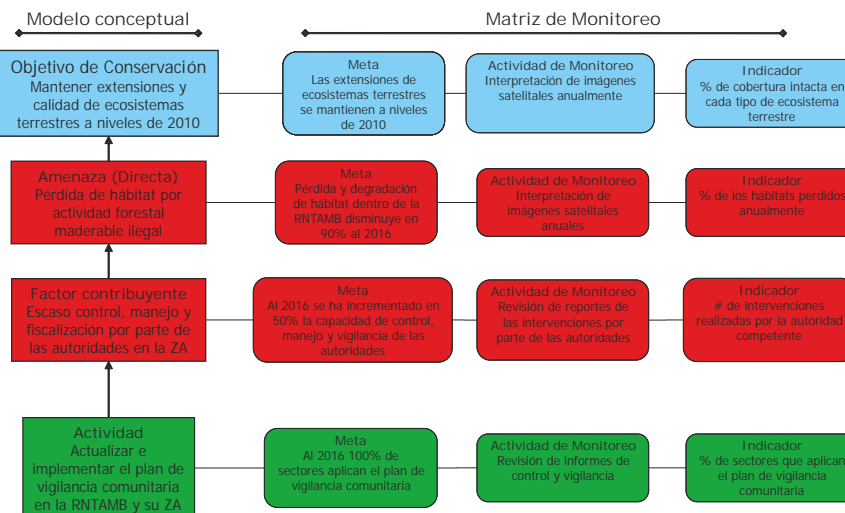 Modelo conceptual
Matriz de Monitoreo
Objetivo de Conservación
Mantener extensiones y
calidad de ecosistemas
terrestres a niveles de 2010
Meta
Las extensiones de
ecosistemas terrestres
se mantienen a niveles
de 2010
Actividad de Monitoreo
Interpretación de imágenes
satelitales anualmente
Indicador
% de cobertura intacta en
cada tipo de ecosistema
terrestre
Amenaza (Directa)
Pérdida de hábitat por
actividad forestal
maderable ilegal
Meta
Pérdida y degradación
de hábitat dentro de la
RNTAMB disminuye en
90% al 2016
Actividad de Monitoreo
Interpretación de
imágenes satelitales
anuales
Indicador
% de los hábitats perdidos
anualmente
Factor contribuyente
Escaso control, manejo y
fiscalización por parte de
las autoridades en la ZA
Meta
Al 2016 se ha incrementado en
50% la capacidad de control,
manejo y vigilancia de las
autoridades
Actividad de Monitoreo
Revisión de reportes de
las intervenciones por
parte de las autoridades
Indicador
# de intervenciones
realizadas por la autoridad
competente
Actividad
Actualizar e
implementar el plan de
vigilancia comunitaria
en la RNTAMB y su ZA
Meta
Al 2016 100% de
sectores aplican el plan de
vigilancia comunitaria
Actividad de Monitoreo
Revisión de informes de
control y vigilancia
Indicador
% de sectores que aplican
el plan de vigilancia
comunitaria